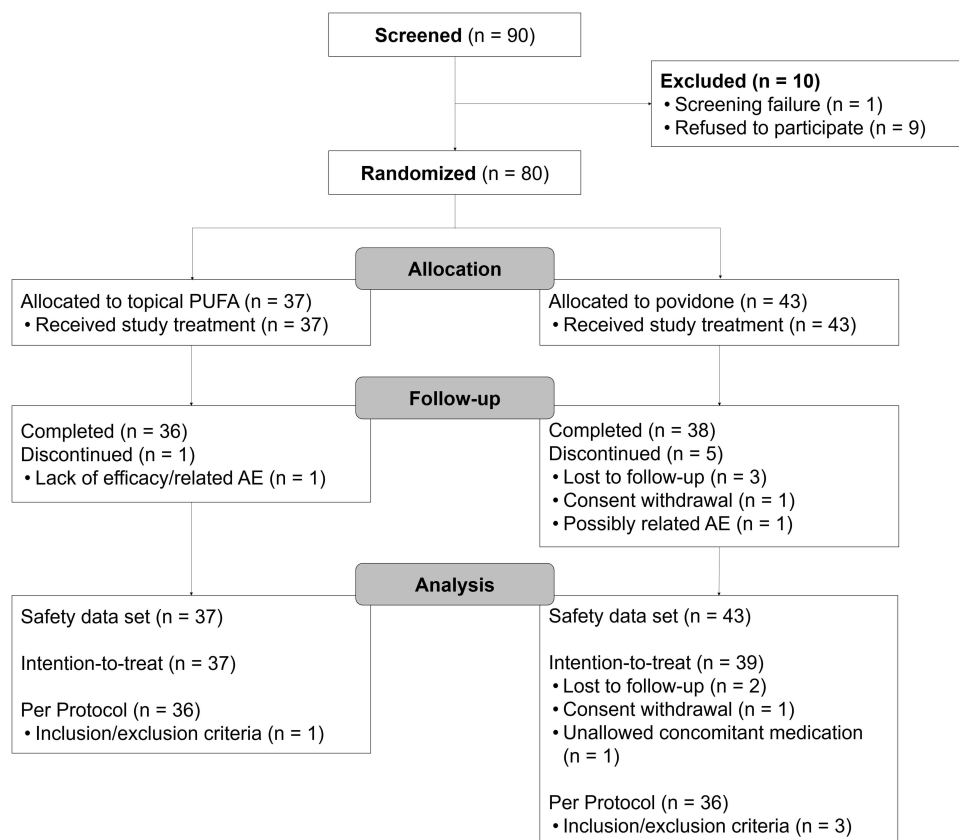 Screened (n = 90)
Excluded (n = 10)
• Screening failure (n = 1)
• Refused to participate (n = 9)
Randomized (n = 80)
Allocation
Allocated to topical PUFA (n = 37)
• Received study treatment (n = 37)
Allocated to povidone (n = 43)
• Received study treatment (n = 43)
Follow-up
Completed (n = 36)
Discontinued (n = 1)
• Lack of efficacy/related AE (n = 1)
Completed (n = 38)
Discontinued (n = 5)
• Lost to follow-up (n = 3)
• Consent withdrawal (n = 1)
• Possibly related AE (n = 1)
Analysis
Safety data set (n = 37)
Intention-to-treat (n = 37)
Per Protocol (n = 36)
• Inclusion/exclusion criteria (n = 1)
Safety data set (n = 43)
Intention-to-treat (n = 39)
• Lost to follow-up (n = 2)
• Consent withdrawal (n = 1)
• Unallowed concomitant medication
(n = 1)
Per Protocol (n = 36)
• Inclusion/exclusion criteria (n = 3)